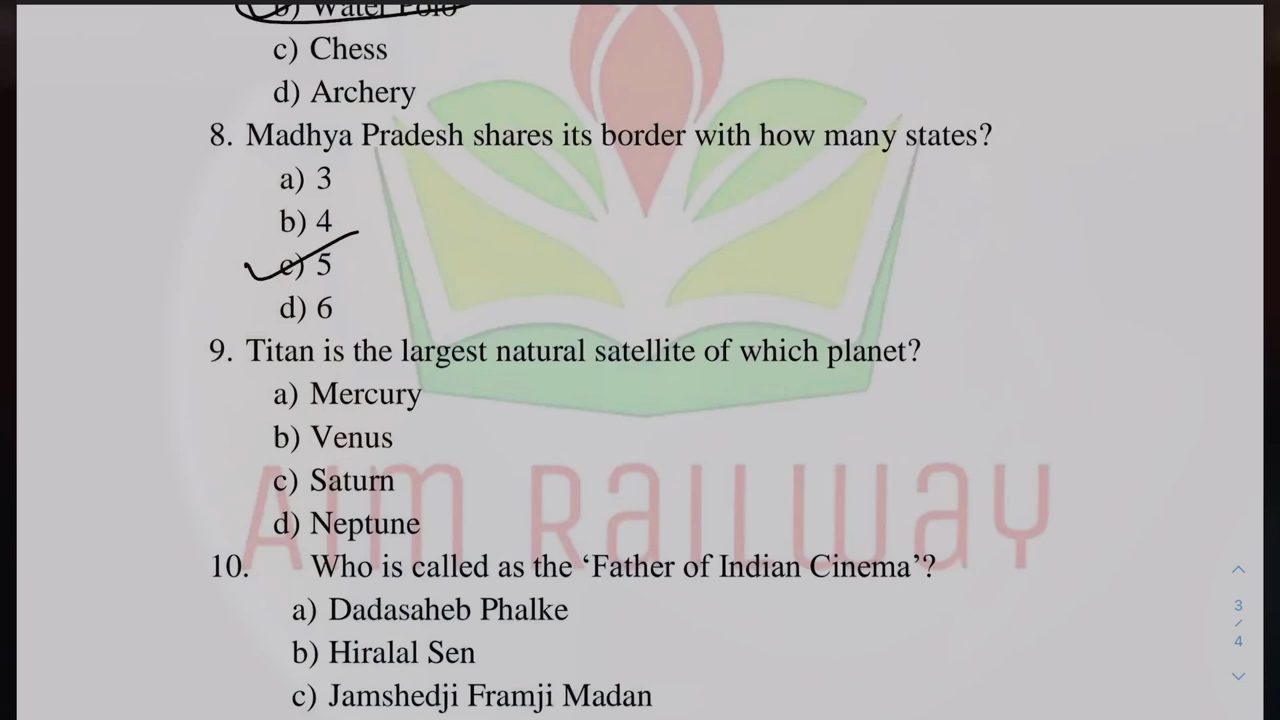 b) Water Polo
c) Chess
d) Archery
8. Madhya Pradesh shares its border with how many states?
a) 3
b) 4
c) 5
d) 6
9. Titan is the largest natural satellite of which planet?
a) Mercury
b) Venus
c) Saturn
d) Neptune
AIM RAILWAY
10. Who is called as the ‘Father of Indian Cinema’?
a) Dadasaheb Phalke
b) Hiralal Sen
c) Jamshedji Framji Madan
3
/
4